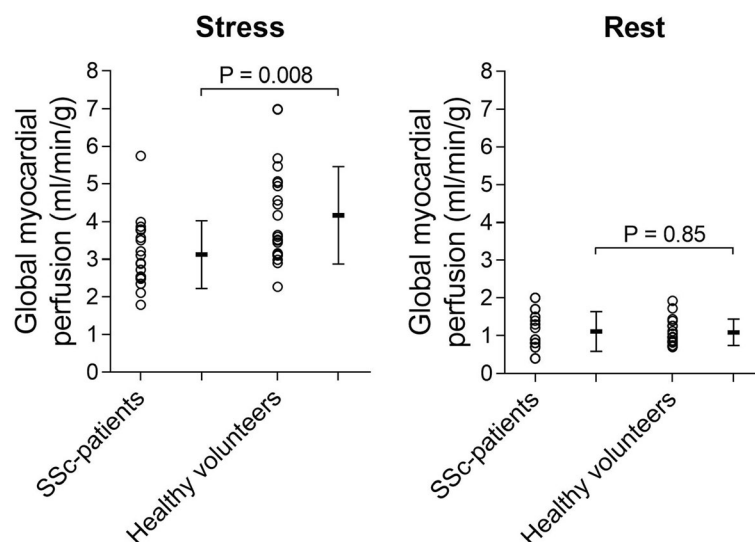 Stress
P = 0.008
Global myocardial
perfusion (ml/min/g)
8
7
6
5
4
3
2
1
0
SSc-patients
Healthy volunteers
Rest
P = 0.85
Global myocardial
perfusion (ml/min/g)
8
7
6
5
4
3
2
1
0
SSc-patients
Healthy volunteers